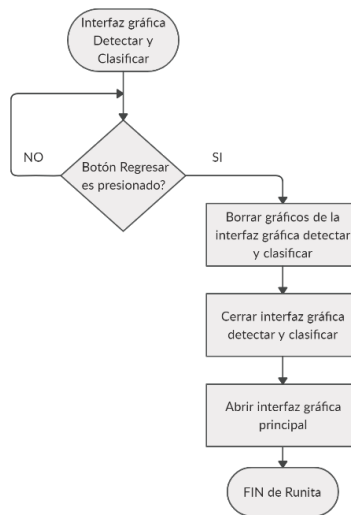 Interfaz gráfica
Detectar y
Clasificar
NO
Botón Regresar
es presionado?
SI
Borrar gráficos de la
interfaz gráfica detectar
y clasificar
Cerrar interfaz gráfica
detectar y clasificar
Abrir interfaz gráfica
principal
FIN de Runita